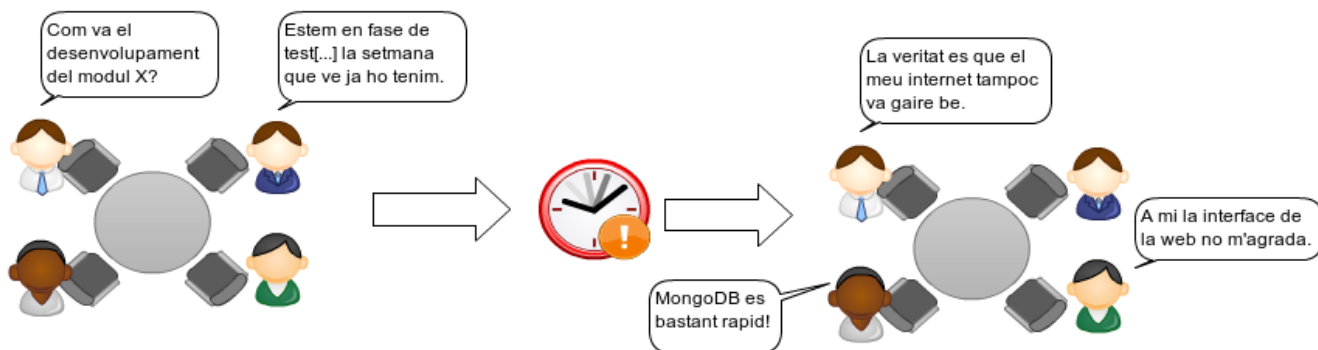 Com va el
desenvolupament
del modul X?
Estem en fase de
test[...] la setmana
que ve ja ho tenim.
La veritat es que el
meu internet tampoc
va gaire be.
A mi la interface de
la web no m'agrada.
MongoDB es
bastant rapid!